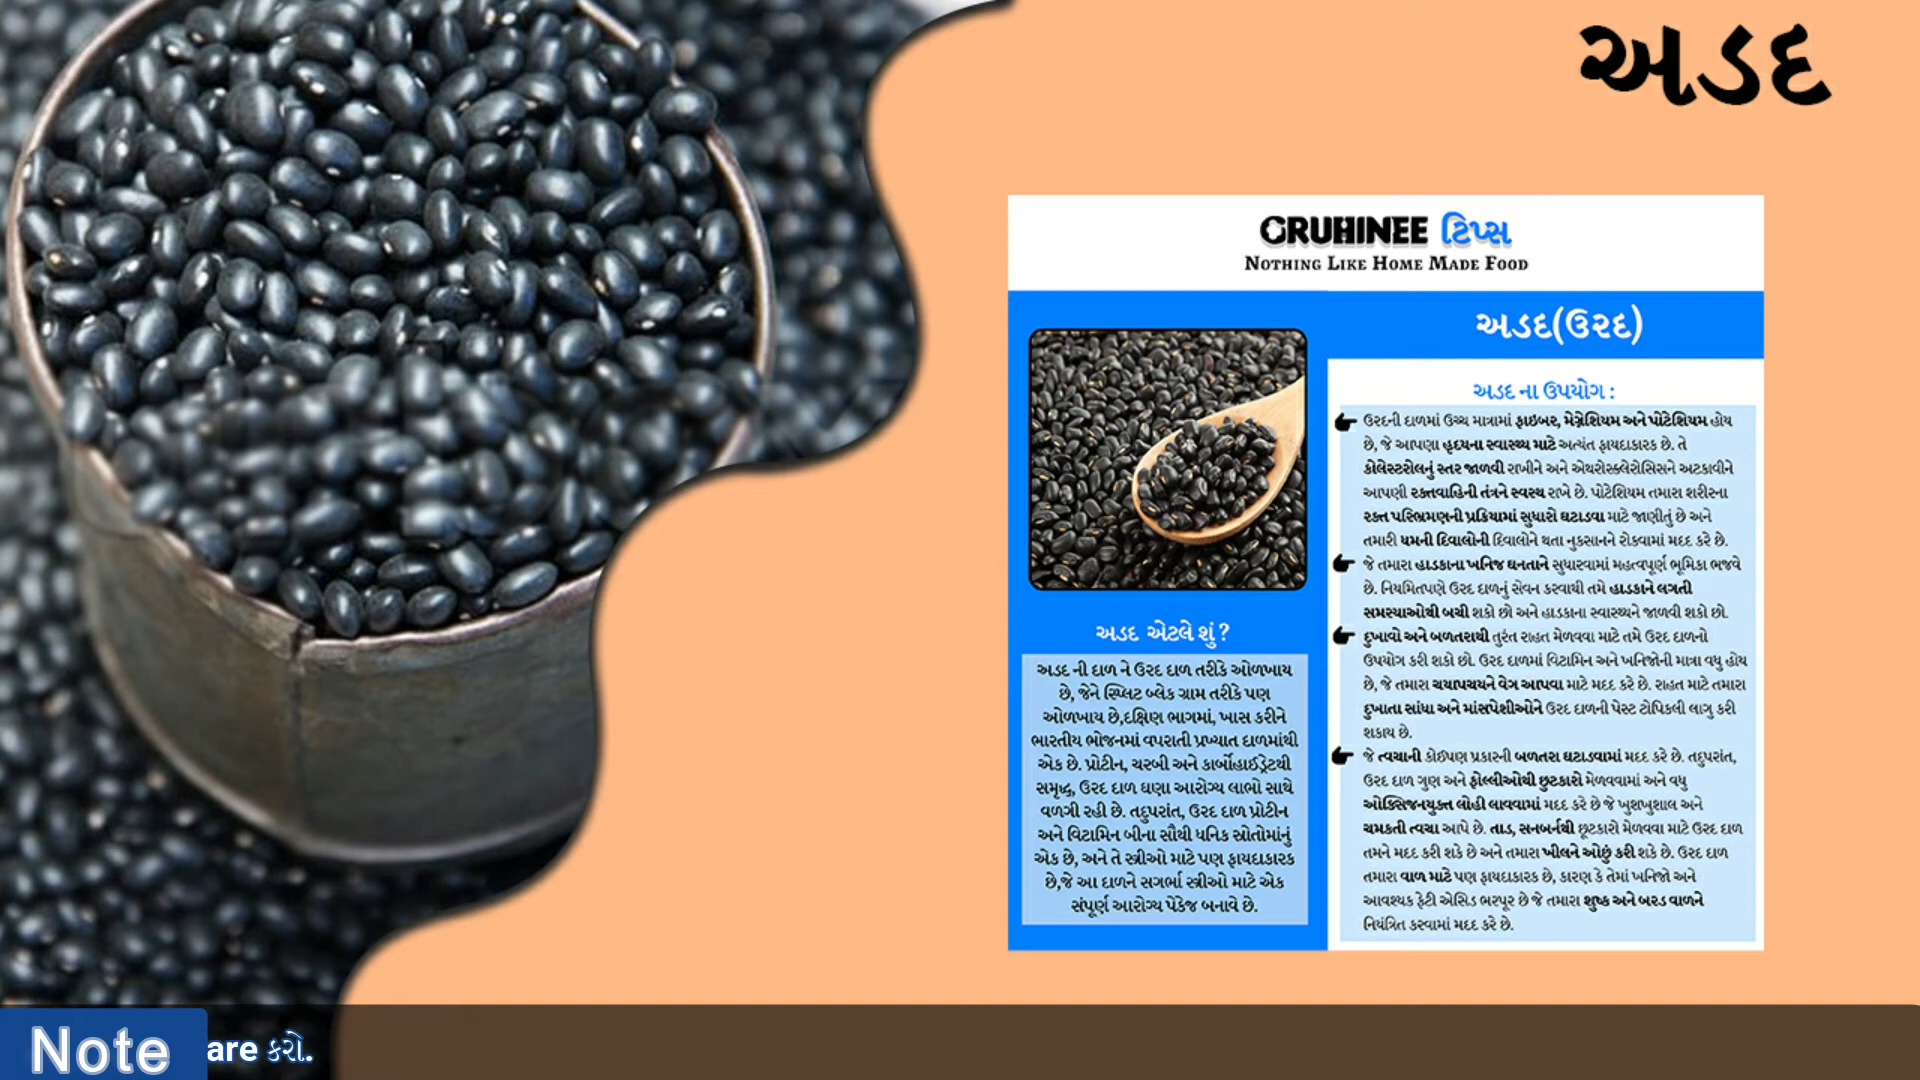 અડદ
GRUHINEE ટિપ્સ
NOTHING LIKE HOME MADE FOOD
અડદ(ઉરદ)
અડદ એટલે શું?
અડદ ની દાળ ને ઉરદ દાળ તરીકે ઓળખાય
છે, જેને સ્પ્લિટ બ્લેક ગ્રામ તરીકે પણ
ઓળખાય છે,દક્ષિણ ભાગમાં, ખાસ કરીને
ભારતીય ભોજનમાં વપરાતી પ્રખ્યાત દાળમાંથી
એક છે. પ્રોટીન, ચરબી અને કાર્બોહાઈડ્રેટથી
સમૃદ્ધ, ઉરદ દાળ ઘણા આરોગ્ય લાભો સાથે
વળગી રહી છે. તદુપરાંત, ઉરદ દાળ પ્રોટીન
અને વિટામિન બીના સૌથી ધનિક સ્રોતોમાંનું
એક છે, અને તે સ્ત્રીઓ માટે પણ ફાયદાકારક
છે,જે આ દાળને સગર્ભા સ્ત્રીઓ માટે એક
સંપૂર્ણ આરોગ્ય પેકેજ બનાવે છે.
અડદ ના ઉપયોગ :
ઉરદની દાળમાં ઉચ્ચ માત્રામાં ફાઇબર, મેગ્નેશિયમ અને પોટેશિયમ હોય
છે, જે આપણા હૃદયના સ્વાસ્થ્ય માટે અત્યંત ફાયદાકારક છે. તે
કોલેસ્ટરોલનું સ્તર જાળવી રાખીને અને એથરોસ્ક્લેરોસિસને અટકાવીને
આપણી રક્તવાહિની તંત્રને સ્વસ્થ રાખે છે. પોટેશિયમ તમારા શરીરના
રક્ત પરિભ્રમણની પ્રક્રિયામાં સુધારો ઘટાડવા માટે જાણીતું છે અને
તમારી ધમની દિવાલોની દિવાલોને થતા નુકસાનને રોકવામાં મદદ કરે છે.
જે તમારા હાડકાના ખનિજ ઘનતાને સુધારવામાં મહત્વપૂર્ણ ભૂમિકા ભજવે
છે. નિયમિતપણે ઉરદ દાળનું સેવન કરવાથી તમે હાડકાને લગતી
સમસ્યાઓથી બચી શકો છો અને હાડકાના સ્વાસ્થ્યને જાળવી શકો છો.
દુખાવો અને બળતરાથી તુરંત રાહત મેળવવા માટે તમે ઉરદ દાળનો
ઉપયોગ કરી શકો છો. ઉરદ દાળમાં વિટામિન અને ખનિજોની માત્રા વધુ હોય
છે, જે તમારા ચયાપચયને વેગ આપવા માટે મદદ કરે છે. રાહત માટે તમારા
દુખાતા સાંધા અને માંસપેશીઓને ઉરદ દાળની પેસ્ટ ટોપિકલી લાગુ કરી
શકાય છે.
જે ત્વચાની કોઈપણ પ્રકારની બળતરા ઘટાડવામાં મદદ કરે છે. તદુપરાંત,
ઉરદ દાળ ગુણ અને ફોલ્લીઓથી છુટકારો મેળવવામાં અને વધુ
ઓક્સિજનયુક્ત લોહી લાવવામાં મદદ કરે છે જે ખુશખુશાલ અને
ચમકતી ત્વચા આપે છે. તાડ, સનબર્નથી છૂટકારો મેળવવા માટે ઉરદ દાળ
તમને મદદ કરી શકે છે અને તમારા ખીલને ઓછું કરી શકે છે. ઉરદ દાળ
તમારા વાળ માટે પણ ફાયદાકારક છે, કારણ કે તેમાં ખનિજો અને
આવશ્યક ફેટી એસિડ ભરપૂર છે જે તમારા શુષ્ક અને બરડ વાળને
નિયંત્રિત કરવામાં મદદ કરે છે.
Note are કરો.